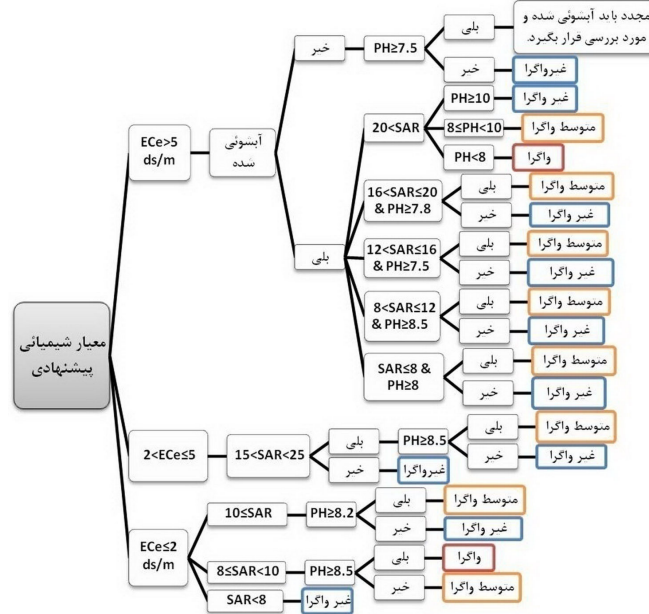 معیار شیمیائی
پیشنهادی
ECe>5
ds/m
آبشوئی
شده
خیر
PH≥7.5
بلی
مجدد باید آبشوئی شده و
مورد بررسی قرار بگیرد.
خیر
غیرواگرا
بلی
20<SAR
PH≥10
غیر واگرا
8≤PH<10
متوسط واگرا
PH<8
واگرا
16<SAR≤20
& PH≥7.8
بلی
متوسط واگرا
خیر
غیر واگرا
12<SAR≤16
& PH≥7.5
بلی
متوسط واگرا
خیر
غیر واگرا
8<SAR≤12
& PH≥8.5
بلی
متوسط واگرا
خیر
غیر واگرا
SAR≤8 &
PH≥8
بلی
متوسط واگرا
خیر
غیر واگرا
2<ECe≤5
15<SAR<25
بلی
PH≥8.5
بلی
متوسط واگرا
خیر
غیر واگرا
خیر
غیرواگرا
ECe≤2
ds/m
10≤SAR
PH≥8.2
بلی
متوسط واگرا
خیر
غیر واگرا
8≤SAR<10
PH≥8.5
بلی
واگرا
خیر
متوسط واگرا
SAR<8
غیر واگرا